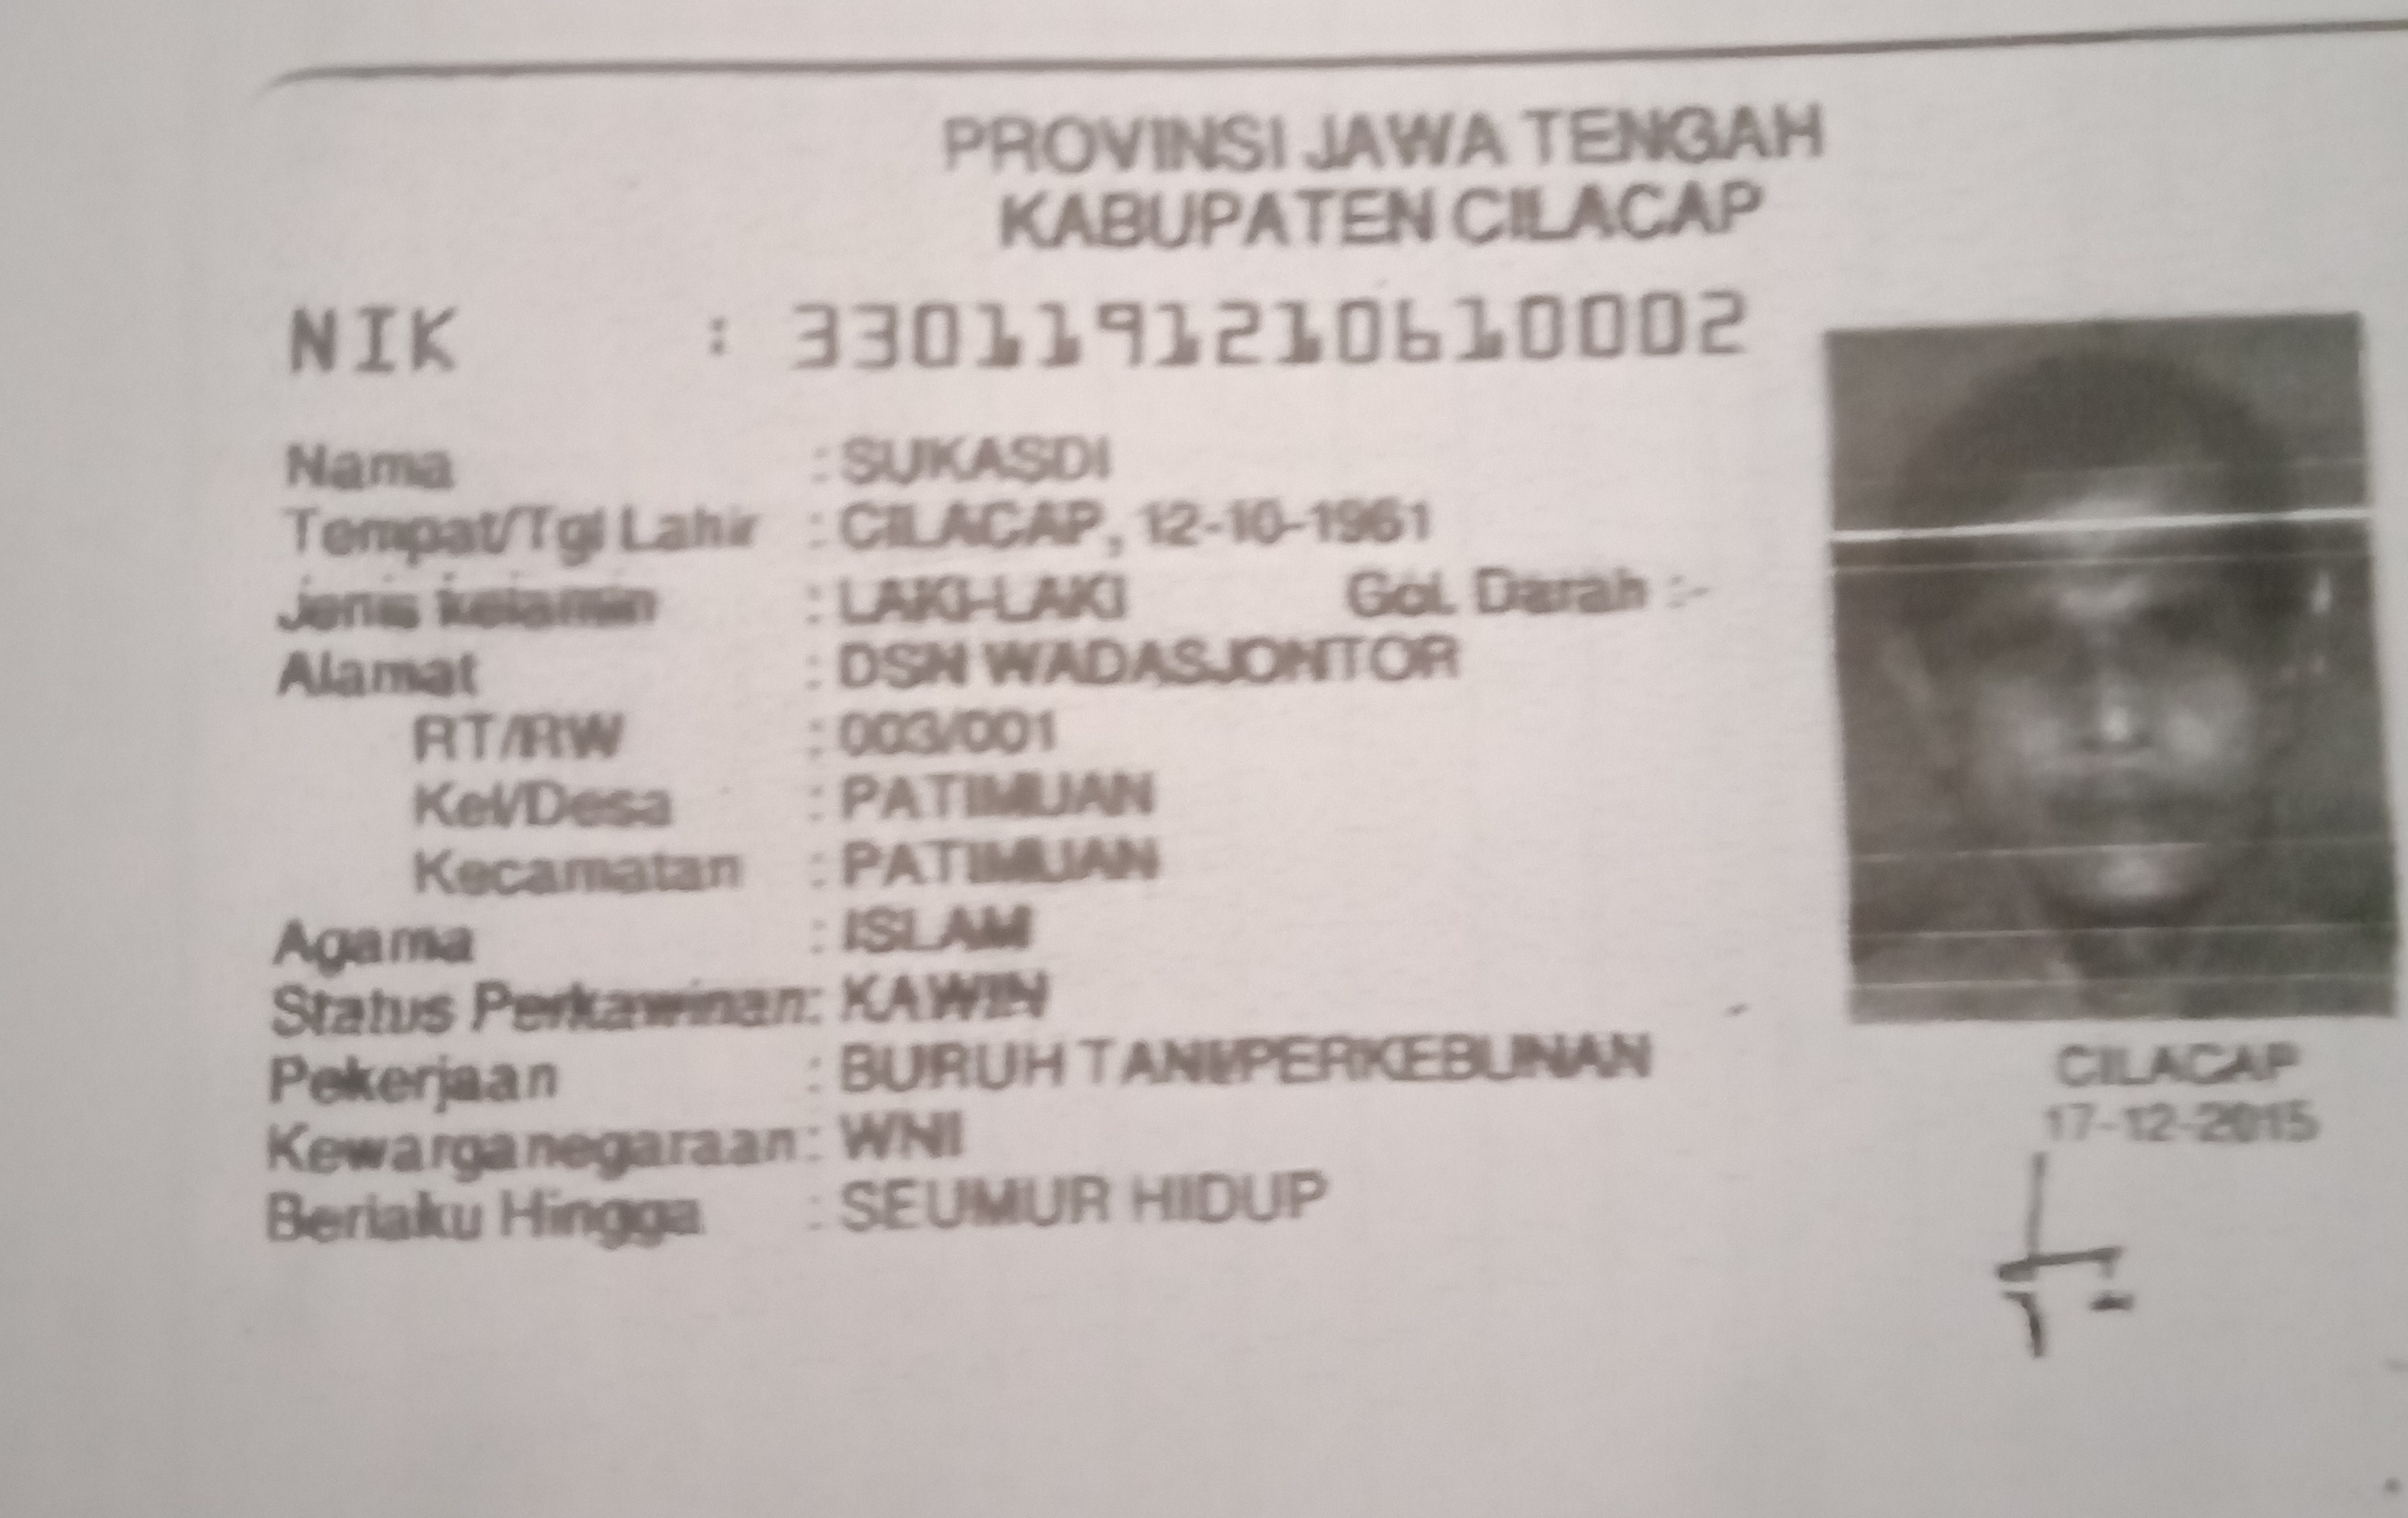 PROVINSI JAWA TENGAH
KABUPATEN CILACAP
NIK : 3301191210610002
Nama : SUKASDI
Tempat/Tgl Lahir : CILACAP, 12-10-1961
Jenis kelamin : LAKI-LAKI Gol. Darah :-
Alamat : DSN WADASJONTOR
RT/RW : 003/001
Kel/Desa : PATIMUAN
Kecamatan : PATIMUAN
Agama : ISLAM
Status Perkawinan: KAWIN
Pekerjaan : BURUH TANI/PERKEBUNAN
Kewarganegaraan: WNI
Berlaku Hingga : SEUMUR HIDUP
CILACAP
17-12-2015